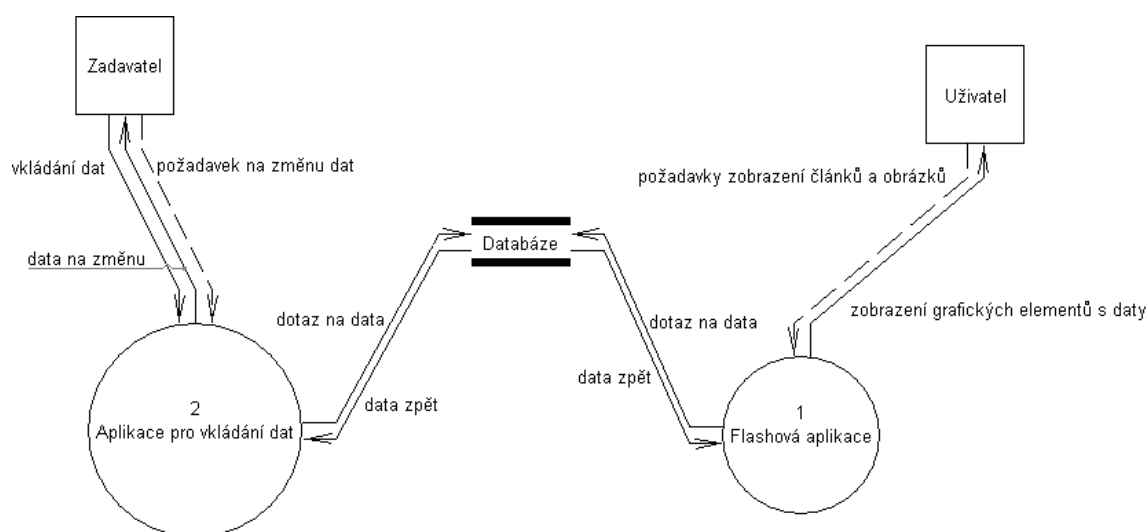 Zadavatel
Uživatel
vkládání dat
požadavek na změnu dat
požadavky zobrazení článků a obrázků
Databáze
data na změnu
zobrazení grafických elementů s daty
dotaz na data
dotaz na data
data zpět
data zpět
2
Aplikace pro vkládání dat
1
Flashová aplikace